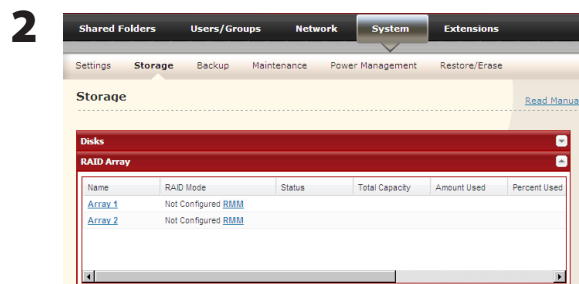 2
Shared Folders Users/Groups Network System Extensions
Settings Storage Backup Maintenance Power Management Restore/Erase
Storage
Read Manua
Disks
RAID Array
Name RAID Mode Status Total Capacity Amount Used Percent Used
Array 1 Not Configured RMM
Array 2 Not Configured RMM